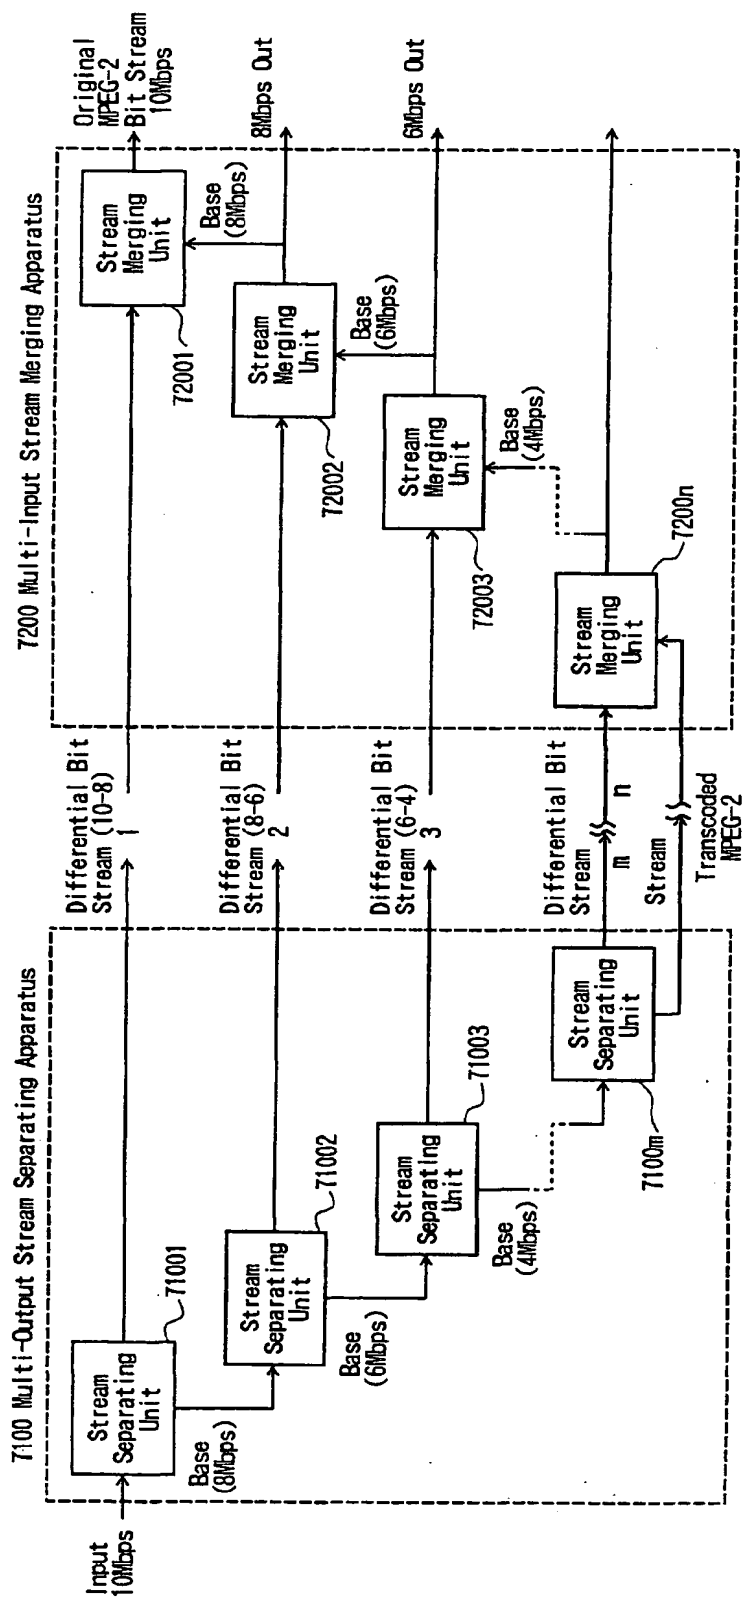 7100 Multi-Output Stream Separating Apparatus
Input
10Mbps
Stream
Separating
Unit
71001
Base
(8Mbps)
Stream
Separating
Unit
71002
Base
(6Mbps)
Stream
Separating
Unit
71003
Base
(4Mbps)
Stream
Separating
Unit
7100m
Differential Bit
Stream (10-8)
1
Differential Bit
Stream (8-6)
2
Differential Bit
Stream (6-4)
3
Differential Bit
Stream m n
Stream
Transcoded
MPEG-2
7200 Multi-Input Stream Merging Apparatus
Stream
Merging
Unit
72001
Base
(8Mbps)
Stream
Merging
Unit
72002
Base
(6Mbps)
Stream
Merging
Unit
72003
Base
(4Mbps)
Stream
Merging
Unit
7200n
Original
MPEG-2
Bit Stream
10Mbps
8Mbps Out
6Mbps Out